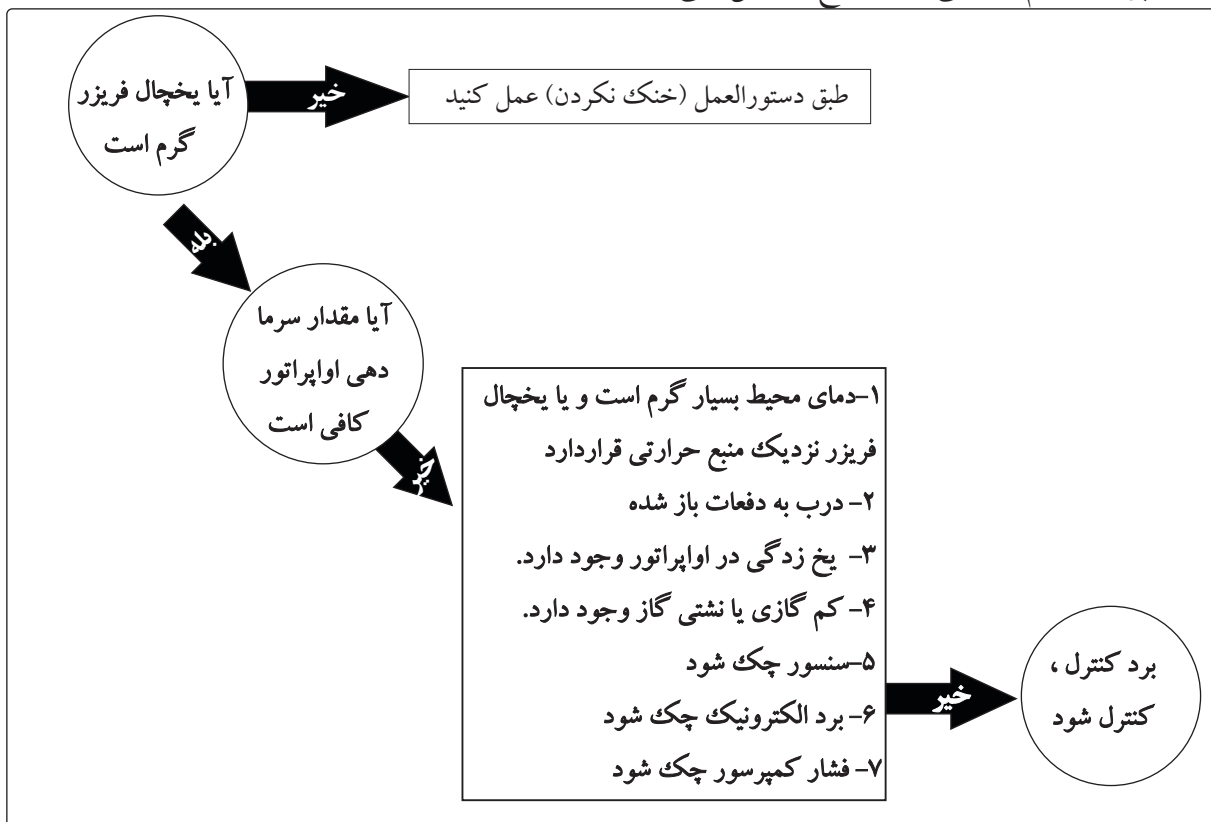 آیا یخچال فریزر
گرم است
خیر
طبق دستورالعمل (خنک نکردن) عمل کنید
بله
آیا مقدار سرما
دهی اواپراتور
کافی است
خیر
۱-دمای محیط بسیار گرم است و یا یخچال
فریزر نزدیک منبع حرارتی قراردارد
۲- درب به دفعات باز شده
۳- یخ زدگی در اواپراتور وجود دارد.
۴- کم گازی یا نشتی گاز وجود دارد.
۵-سنسور چک شود
۶- برد الکترونیک چک شود
۷- فشار کمپرسور چک شود
خیر
برد کنترل ،
کنترل شود